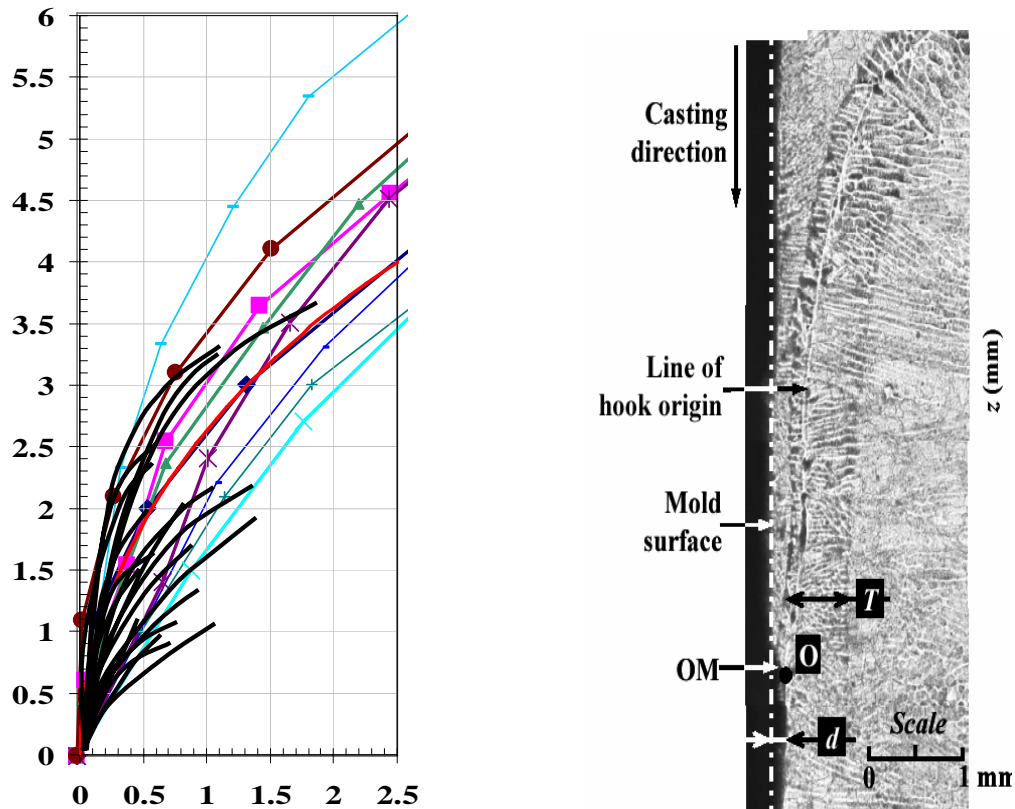 6
5.5
5
4.5
4
3.5
3
2.5
2
1.5
1
0.5
0
0 0.5 1 1.5 2 2.5
Casting
direction
Line of
hook origin
Mold
surface
T
O
OM
Scale
d
0 1 mm
z (mm)